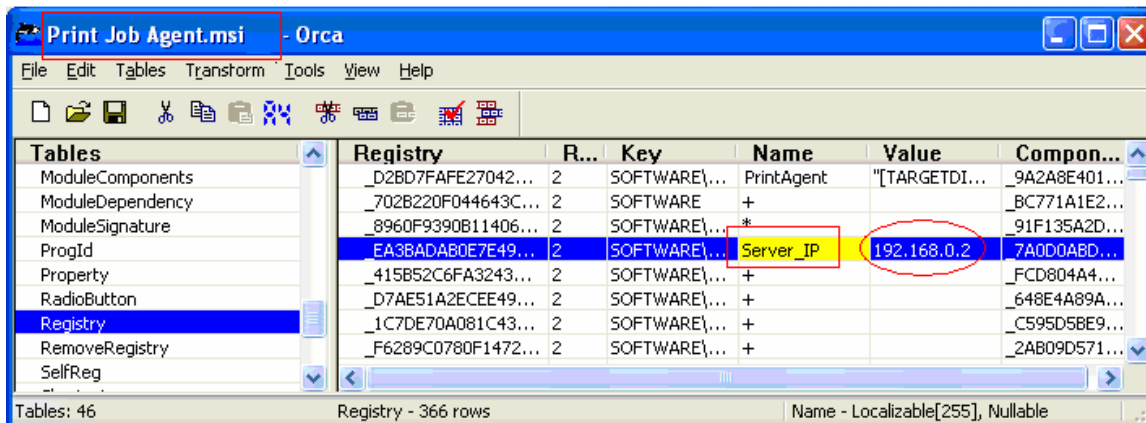 Print Job Agent.msi - Orca
File Edit Tables Transform Tools View Help
Tables Registry R... Key Name Value Compon...
ModuleComponents _D2BD7FAFE27042... 2 SOFTWARE\... PrintAgent "[TARGETDI... _9A2A8E401...
ModuleDependency _702B220F044643C... 2 SOFTWARE + _BC771A1E2...
ModuleSignature _8960F9390B11406... 2 SOFTWARE\... * _91F135A2D...
ProgId _EA3BADAB0E7E49... 2 SOFTWARE\... Server_IP 192.168.0.2 _7A0D0ABD...
Property _415B52C6FA3243... 2 SOFTWARE\... + _FCD804A4...
RadioButton _D7AE51A2ECEE49... 2 SOFTWARE\... + _648E4A89A...
Registry _1C7DE70A081C43... 2 SOFTWARE\... + _C595D5BE9...
RemoveRegistry _F6289C0780F1472... 2 SOFTWARE\... + _2AB09D571...
SelfReg
Tables: 46 Registry - 366 rows Name - Localizable[255], Nullable